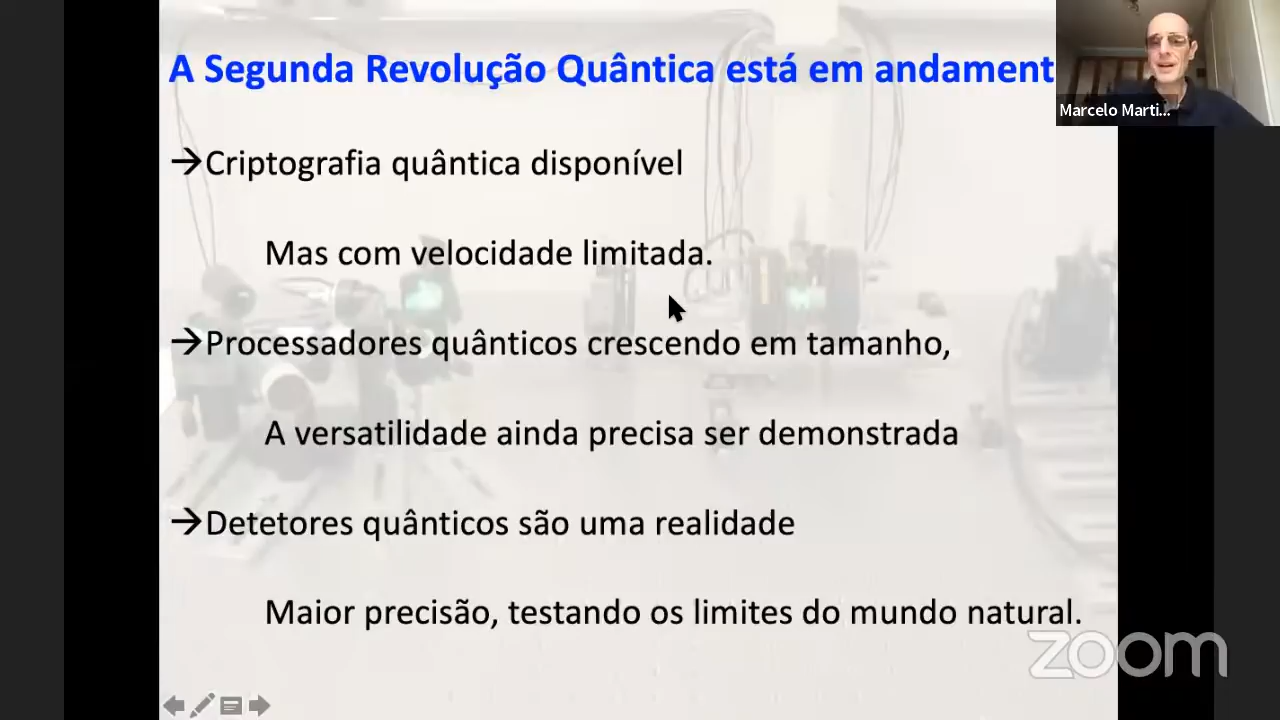 A Segunda Revolução Quântica está em andament
Marcelo Marti...
→Criptografia quântica disponível
Mas com velocidade limitada.
→Processadores quânticos crescendo em tamanho,
A versatilidade ainda precisa ser demonstrada
→Detetores quânticos são uma realidade
Maior precisão, testando os limites do mundo natural.
zoom